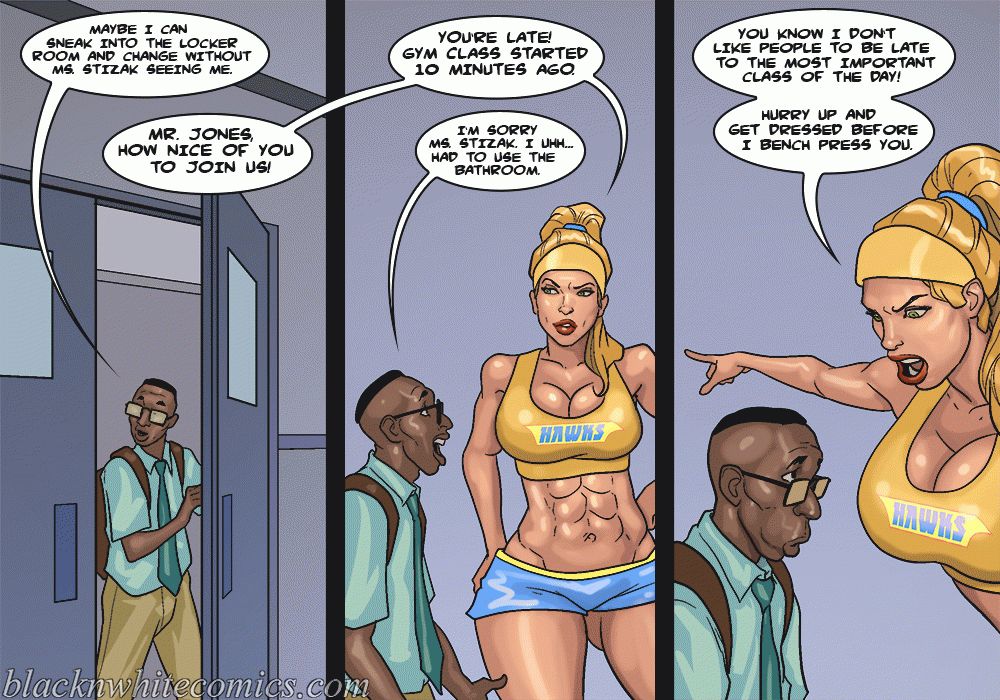 MAYBE I CAN
SNEAK INTO THE LOCKER
ROOM AND CHANGE WITHOUT
MS. STIZAK SEEING ME.
MR. JONES,
HOW NICE OF YOU
TO JOIN US!
YOU'RE LATE!
GYM CLASS STARTED
10 MINUTES AGO.
I'M SORRY
MS. STIZAK. I UHH...
HAD TO USE THE
BATHROOM.
HAWKS
YOU KNOW I DON'T
LIKE PEOPLE TO BE LATE
TO THE MOST IMPORTANT
CLASS OF THE DAY!
HURRY UP AND
GET DRESSED BEFORE
I BENCH PRESS YOU.
HAWKS
blacknwhitecomics.com